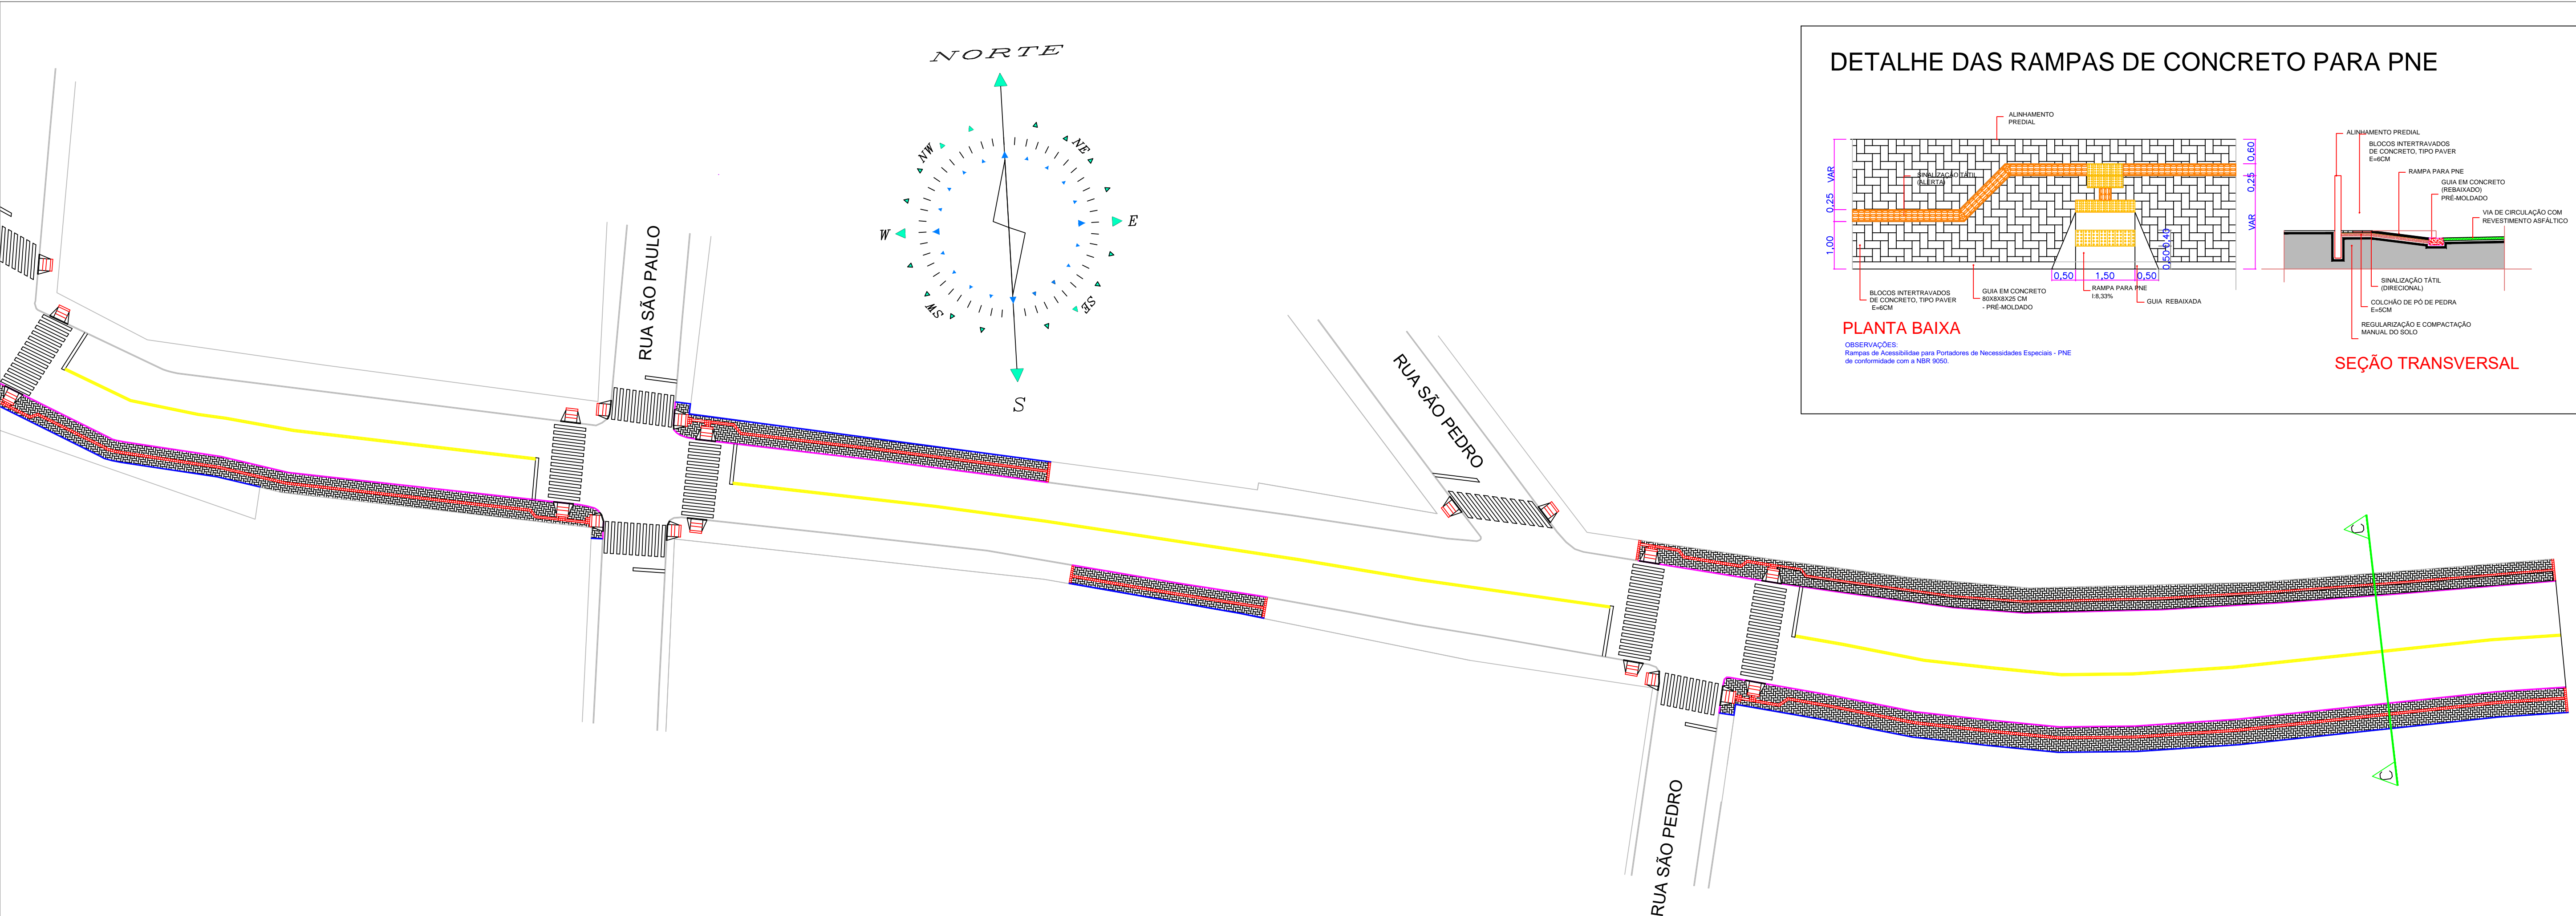 NORTE
NW
NE
W
E
SW
SE
S
RUA SÃO PAULO
RUA SÃO PEDRO
RUA SÃO PEDRO
C
C
DETALHE DAS RAMPAS DE CONCRETO PARA PNE
ALINHAMENTO
PREDIAL
SINALIZAÇÃO TÁTIL
(ALERTA)
VAR
0,25
1,00
0,60
0,25
VAR
0,40
0,50
0,50
1,50
0,50
BLOCOS INTERTRAVADOS
DE CONCRETO, TIPO PAVER
E=6CM
GUIA EM CONCRETO
80X8X8X25 CM
- PRÉ-MOLDADO
RAMPA PARA PNE
I:8,33%
GUIA REBAIXADA
PLANTA BAIXA
OBSERVAÇÕES:
Rampas de Acessibilidae para Portadores de Necessidades Especiais - PNE
de conformidade com a NBR 9050.
ALINHAMENTO PREDIAL
BLOCOS INTERTRAVADOS
DE CONCRETO, TIPO PAVER
E=6CM
RAMPA PARA PNE
GUIA EM CONCRETO
(REBAIXADO)
PRÉ-MOLDADO
VIA DE CIRCULAÇÃO COM
REVESTIMENTO ASFÁLTICO
SINALIZAÇÃO TÁTIL
(DIRECIONAL)
COLCHÃO DE PÓ DE PEDRA
E=5CM
REGULARIZAÇÃO E COMPACTAÇÃO
MANUAL DO SOLO
SEÇÃO TRANSVERSAL